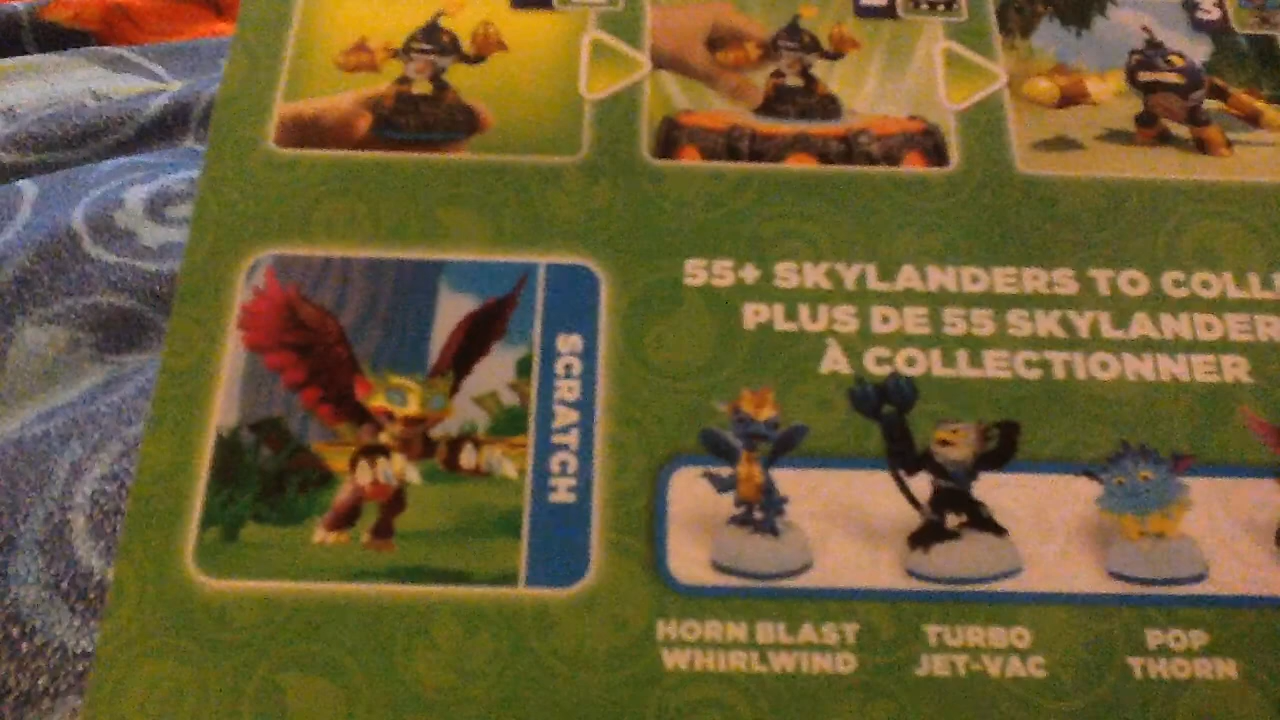 SCRATCH
55+ SKYLANDERS TO COLL
PLUS DE 55 SKYLANDER
À COLLECTIONNER
HORN BLAST
WHIRLWIND
TURBO
JET-VAC
POP
THORN